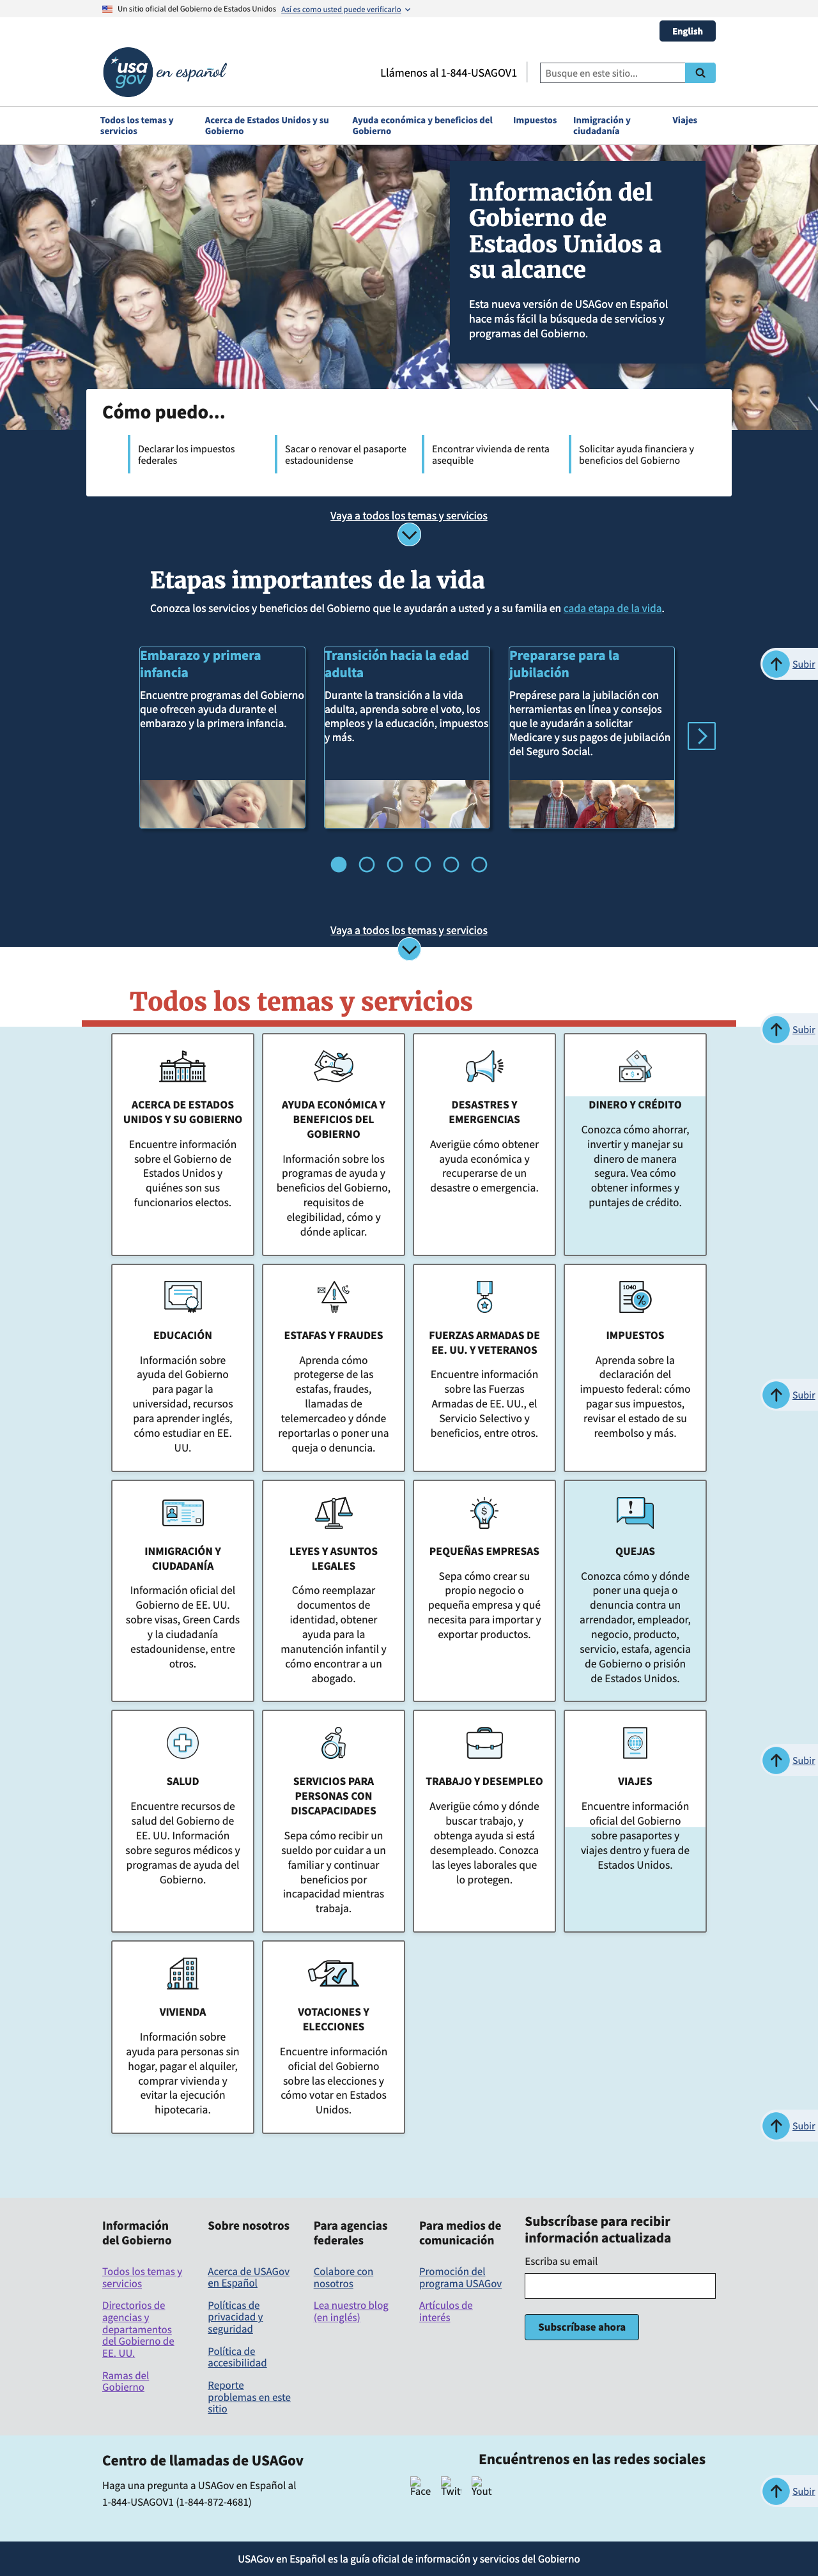 Un sitio oficial del Gobierno de Estados Unidos Así es como usted puede verificarlo
English
usa
gov
en español
Llámenos al 1-844-USAGOV1
Busque en este sitio...
Todos los temas y
servicios
Acerca de Estados Unidos y su
Gobierno
Ayuda económica y beneficios del
Gobierno
Impuestos
Inmigración y
ciudadanía
Viajes
Información del
Gobierno de
Estados Unidos a
su alcance
Esta nueva versión de USAGov en Español
hace más fácil la búsqueda de servicios y
programas del Gobierno.
Cómo puedo...
Declarar los impuestos
federales
Sacar o renovar el pasaporte
estadounidense
Encontrar vivienda de renta
asequible
Solicitar ayuda financiera y
beneficios del Gobierno
Vaya a todos los temas y servicios
Etapas importantes de la vida
Conozca los servicios y beneficios del Gobierno que le ayudarán a usted y a su familia en cada etapa de la vida.
Subir
Embarazo y primera
infancia
Encuentre programas del Gobierno
que ofrecen ayuda durante el
embarazo y la primera infancia.
Transición hacia la edad
adulta
Durante la transición a la vida
adulta, aprenda sobre el voto, los
empleos y la educación, impuestos
y más.
Prepararse para la
jubilación
Prepárese para la jubilación con
herramientas en línea y consejos
que le ayudarán a solicitar
Medicare y sus pagos de jubilación
del Seguro Social.
Vaya a todos los temas y servicios
Todos los temas y servicios
Subir
ACERCA DE ESTADOS
UNIDOS Y SU GOBIERNO
Encuentre información
sobre el Gobierno de
Estados Unidos y
quiénes son sus
funcionarios electos.
AYUDA ECONÓMICA Y
BENEFICIOS DEL
GOBIERNO
Información sobre los
programas de ayuda y
beneficios del Gobierno,
requisitos de
elegibilidad, cómo y
dónde aplicar.
DESASTRES Y
EMERGENCIAS
Averigüe cómo obtener
ayuda económica y
recuperarse de un
desastre o emergencia.
DINERO Y CRÉDITO
Conozca cómo ahorrar,
invertir y manejar su
dinero de manera
segura. Vea cómo
obtener informes y
puntajes de crédito.
EDUCACIÓN
Información sobre
ayuda del Gobierno
para pagar la
universidad, recursos
para aprender inglés,
cómo estudiar en EE.
UU.
ESTAFAS Y FRAUDES
Aprenda cómo
protegerse de las
estafas, fraudes,
llamadas de
telemercadeo y dónde
reportarlas o poner una
queja o denuncia.
FUERZAS ARMADAS DE
EE. UU. Y VETERANOS
Encuentre información
sobre las Fuerzas
Armadas de EE. UU., el
Servicio Selectivo y
beneficios, entre otros.
1040
%
IMPUESTOS
Aprenda sobre la
declaración del
impuesto federal: cómo
pagar sus impuestos,
revisar el estado de su
reembolso y más.
Subir
INMIGRACIÓN Y
CIUDADANÍA
Información oficial del
Gobierno de EE. UU.
sobre visas, Green Cards
y la ciudadanía
estadounidense, entre
otros.
LEYES Y ASUNTOS
LEGALES
Cómo reemplazar
documentos de
identidad, obtener
ayuda para la
manutención infantil y
cómo encontrar a un
abogado.
PEQUEÑAS EMPRESAS
Sepa cómo crear su
propio negocio o
pequeña empresa y qué
necesita para importar y
exportar productos.
QUEJAS
Conozca cómo y dónde
poner una queja o
denuncia contra un
arrendador, empleador,
negocio, producto,
servicio, estafa, agencia
de Gobierno o prisión
de Estados Unidos.
SALUD
Encuentre recursos de
salud del Gobierno de
EE. UU. Información
sobre seguros médicos y
programas de ayuda del
Gobierno.
SERVICIOS PARA
PERSONAS CON
DISCAPACIDADES
Sepa cómo recibir un
sueldo por cuidar a un
familiar y continuar
beneficios por
incapacidad mientras
trabaja.
TRABAJO Y DESEMPLEO
Averigüe cómo y dónde
buscar trabajo, y
obtenga ayuda si está
desempleado. Conozca
las leyes laborales que
lo protegen.
VIAJES
Encuentre información
oficial del Gobierno
sobre pasaportes y
viajes dentro y fuera de
Estados Unidos.
Subir
VIVIENDA
Información sobre
ayuda para personas sin
hogar, pagar el alquiler,
comprar vivienda y
evitar la ejecución
hipotecaria.
VOTACIONES Y
ELECCIONES
Encuentre información
oficial del Gobierno
sobre las elecciones y
cómo votar en Estados
Unidos.
Subir
Información
del Gobierno
Todos los temas y
servicios
Directorios de
agencias y
departamentos
del Gobierno de
EE. UU.
Ramas del
Gobierno
Sobre nosotros
Acerca de USAGov
en Español
Políticas de
privacidad y
seguridad
Política de
accesibilidad
Reporte
problemas en este
sitio
Para agencias
federales
Colabore con
nosotros
Lea nuestro blog
(en inglés)
Para medios de
comunicación
Promoción del
programa USAGov
Artículos de
interés
Subscríbase para recibir
información actualizada
Escriba su email
Subscríbase ahora
Centro de llamadas de USAGov
Haga una pregunta a USAGov en Español al
1-844-USAGOV1 (1-844-872-4681)
Encuéntrenos en las redes sociales
Face
Twit
Yout
Subir
USAGov en Español es la guía oficial de información y servicios del Gobierno